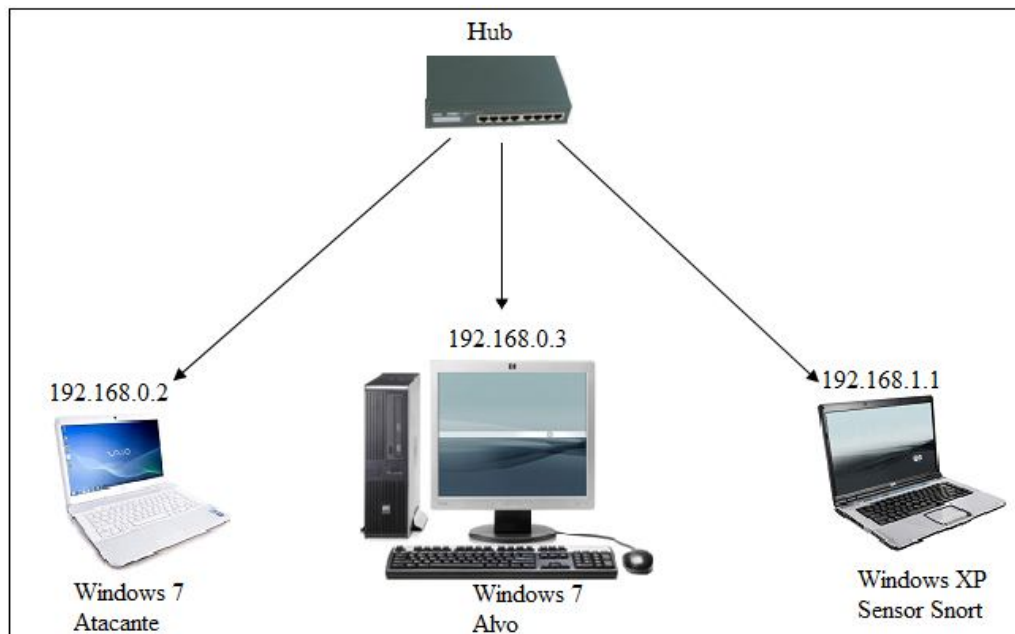 Hub
192.168.0.3
192.168.0.2
192.168.1.1
VAIO
Windows 7
Atacante
Windows 7
Alvo
Windows XP
Sensor Snort